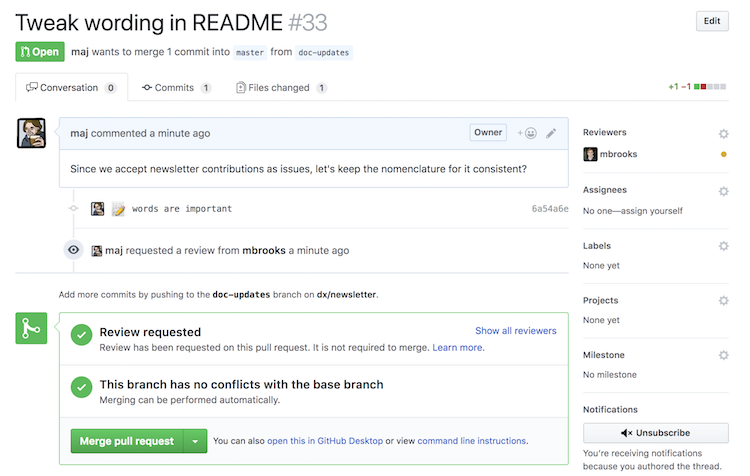 Tweak wording in README #33
Edit
Open maj wants to merge 1 commit into master from doc-updates
Conversation 0 Commits 1 Files changed 1
+1 −1
maj commented a minute ago
Owner
Since we accept newsletter contributions as issues, let's keep the nomenclature for it consistent?
words are important
6a54a6e
maj requested a review from mbrooks a minute ago
Add more commits by pushing to the doc-updates branch on dx/newsletter.
Review requested
Show all reviewers
Review has been requested on this pull request. It is not required to merge. Learn more.
This branch has no conflicts with the base branch
Merging can be performed automatically.
Merge pull request
You can also open this in GitHub Desktop or view command line instructions.
Reviewers
mbrooks
Assignees
No one—assign yourself
Labels
None yet
Projects
None yet
Milestone
No milestone
Notifications
Unsubscribe
You're receiving notifications
because you authored the thread.